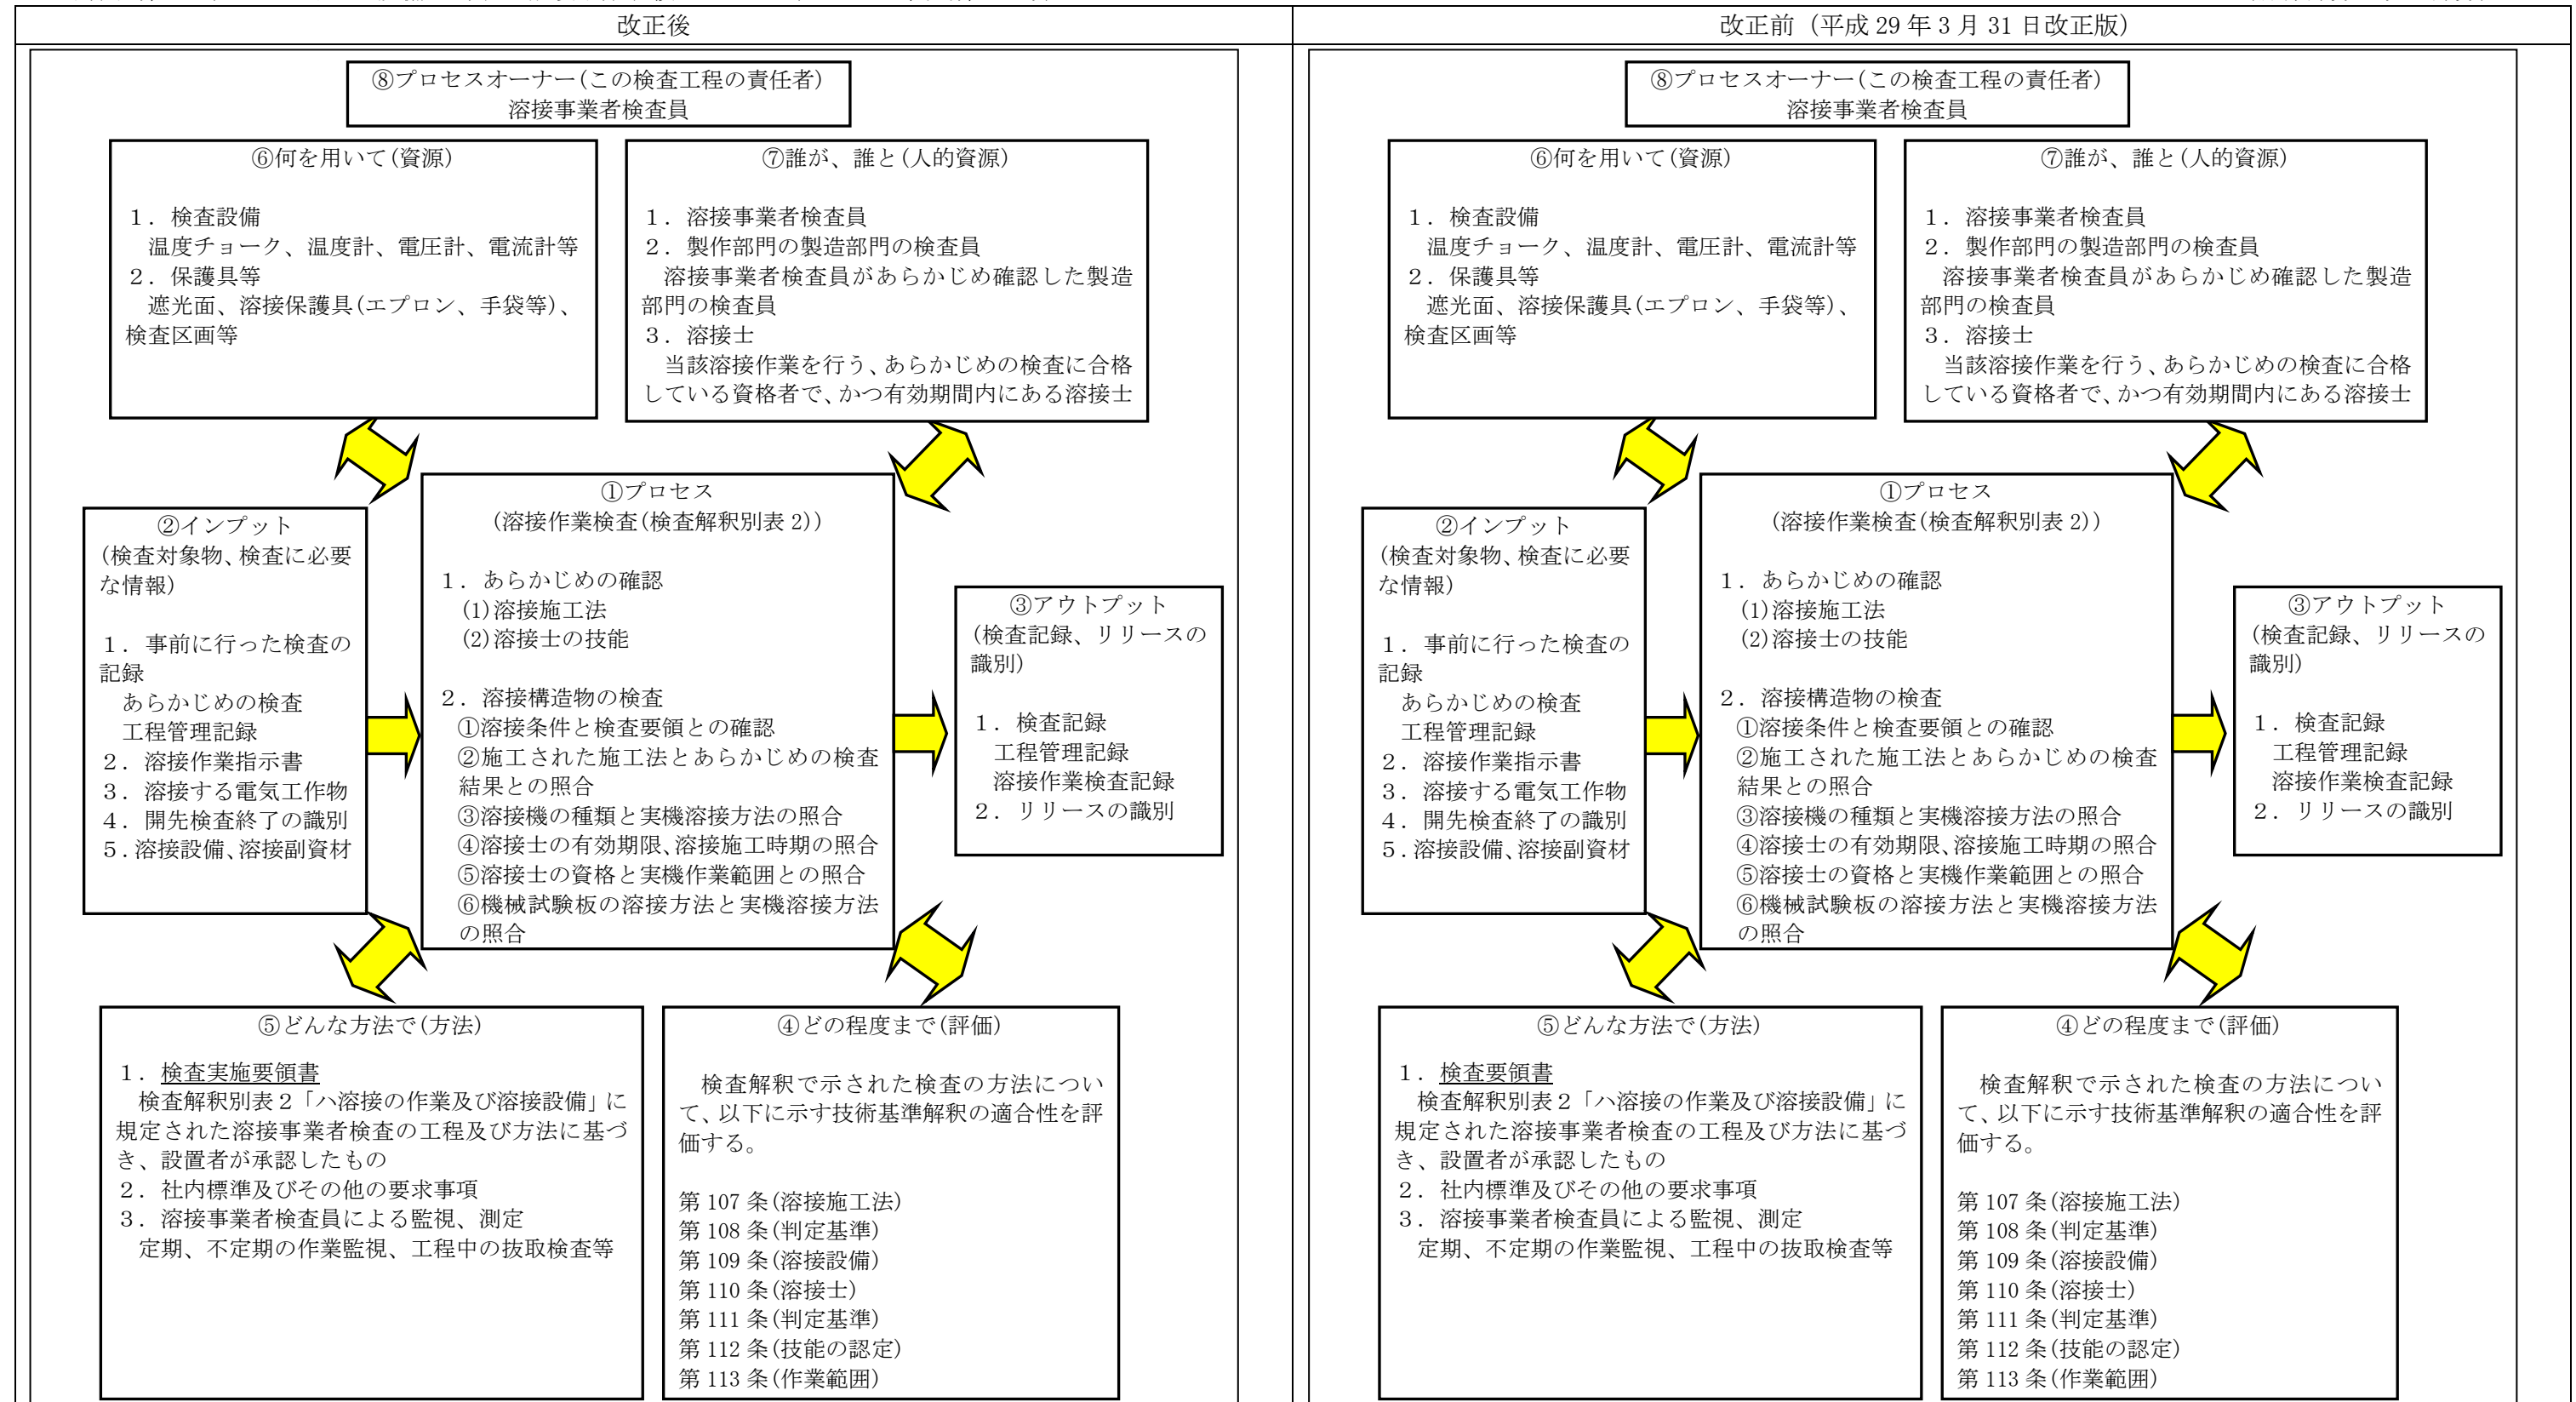 改正後
⑧プロセスオーナー(この検査工程の責任者)
溶接事業者検査員
⑥何を用いて(資源)
１．検査設備
温度チョーク、温度計、電圧計、電流計等
２．保護具等
遮光面、溶接保護具(エプロン、手袋等)、
検査区画等
⑦誰が、誰と(人的資源)
１．溶接事業者検査員
２．製作部門の製造部門の検査員
溶接事業者検査員があらかじめ確認した製造
部門の検査員
３．溶接士
当該溶接作業を行う、あらかじめの検査に合格
している資格者で、かつ有効期間内にある溶接士
②インプット
(検査対象物、検査に必要
な情報)
１．事前に行った検査の
記録
あらかじめの検査
工程管理記録
２．溶接作業指示書
３．溶接する電気工作物
４．開先検査終了の識別
５.溶接設備、溶接副資材
①プロセス
(溶接作業検査(検査解釈別表 2))
１．あらかじめの確認
(1)溶接施工法
(2)溶接士の技能
２．溶接構造物の検査
①溶接条件と検査要領との確認
②施工された施工法とあらかじめの検査
結果との照合
③溶接機の種類と実機溶接方法の照合
④溶接士の有効期限、溶接施工時期の照合
⑤溶接士の資格と実機作業範囲との照合
⑥機械試験板の溶接方法と実機溶接方法
の照合
③アウトプット
(検査記録、リリースの
識別)
１．検査記録
工程管理記録
溶接作業検査記録
２．リリースの識別
⑤どんな方法で(方法)
１．検査実施要領書
検査解釈別表２「ハ溶接の作業及び溶接設備」に
規定された溶接事業者検査の工程及び方法に基づ
き、設置者が承認したもの
２．社内標準及びその他の要求事項
３．溶接事業者検査員による監視、測定
定期、不定期の作業監視、工程中の抜取検査等
④どの程度まで(評価)
検査解釈で示された検査の方法につい
て、以下に示す技術基準解釈の適合性を評
価する。
第 107 条(溶接施工法)
第 108 条(判定基準)
第 109 条(溶接設備)
第 110 条(溶接士)
第 111 条(判定基準)
第 112 条(技能の認定)
第 113 条(作業範囲)
改正前（平成 29 年 3 月 31 日改正版）
⑧プロセスオーナー(この検査工程の責任者)
溶接事業者検査員
⑥何を用いて(資源)
１．検査設備
温度チョーク、温度計、電圧計、電流計等
２．保護具等
遮光面、溶接保護具(エプロン、手袋等)、
検査区画等
⑦誰が、誰と(人的資源)
１．溶接事業者検査員
２．製作部門の製造部門の検査員
溶接事業者検査員があらかじめ確認した製造
部門の検査員
３．溶接士
当該溶接作業を行う、あらかじめの検査に合格
している資格者で、かつ有効期間内にある溶接士
②インプット
(検査対象物、検査に必要
な情報)
１．事前に行った検査の
記録
あらかじめの検査
工程管理記録
２．溶接作業指示書
３．溶接する電気工作物
４．開先検査終了の識別
５.溶接設備、溶接副資材
①プロセス
(溶接作業検査(検査解釈別表 2))
１．あらかじめの確認
(1)溶接施工法
(2)溶接士の技能
２．溶接構造物の検査
①溶接条件と検査要領との確認
②施工された施工法とあらかじめの検査
結果との照合
③溶接機の種類と実機溶接方法の照合
④溶接士の有効期限、溶接施工時期の照合
⑤溶接士の資格と実機作業範囲との照合
⑥機械試験板の溶接方法と実機溶接方法
の照合
③アウトプット
(検査記録、リリースの
識別)
１．検査記録
工程管理記録
溶接作業検査記録
２．リリースの識別
⑤どんな方法で(方法)
１．検査要領書
検査解釈別表２「ハ溶接の作業及び溶接設備」に
規定された溶接事業者検査の工程及び方法に基づ
き、設置者が承認したもの
２．社内標準及びその他の要求事項
３．溶接事業者検査員による監視、測定
定期、不定期の作業監視、工程中の抜取検査等
④どの程度まで(評価)
検査解釈で示された検査の方法につい
て、以下に示す技術基準解釈の適合性を評
価する。
第 107 条(溶接施工法)
第 108 条(判定基準)
第 109 条(溶接設備)
第 110 条(溶接士)
第 111 条(判定基準)
第 112 条(技能の認定)
第 113 条(作業範囲)